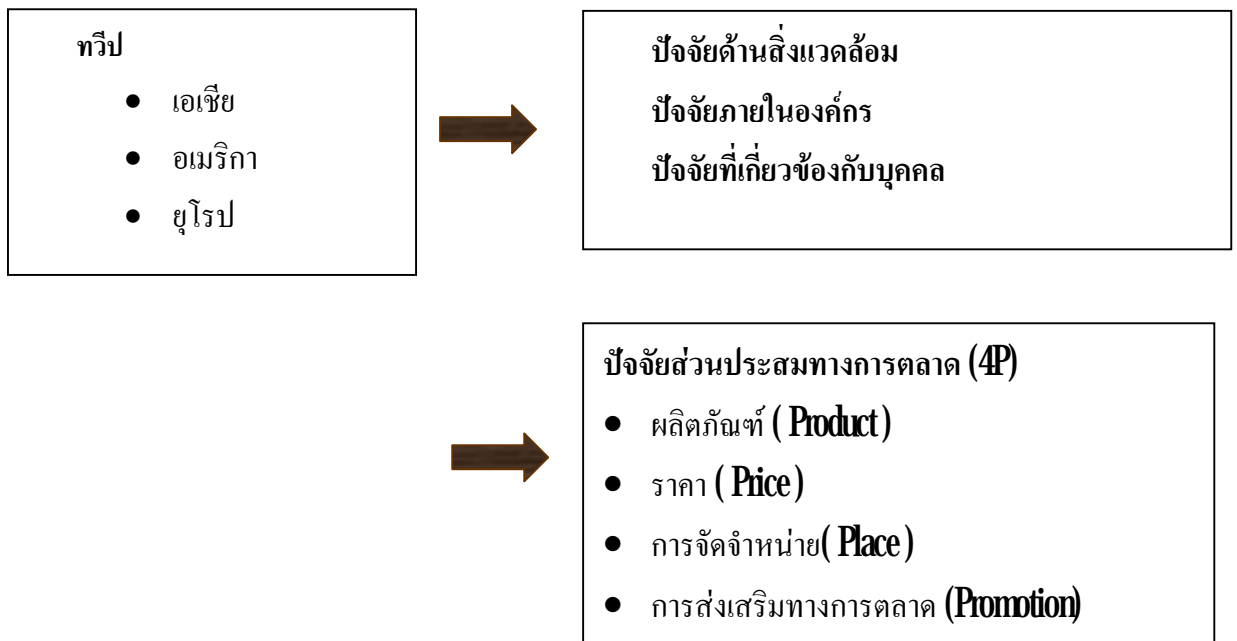 ทวีป
● เอเชีย
● อเมริกา
● ยุโรป
ปัจจัยด้านสิ่งแวดล้อม
ปัจจัยภายในองค์กร
ปัจจัยที่เกี่ยวข้องกับบุคคล
ปัจจัยส่วนประสมทางการตลาด (4P)
● ผลิตภัณฑ์ ( Product )
● ราคา ( Price )
● การจัดจำหน่าย( Place )
● การส่งเสริมทางการตลาด (Promotion)